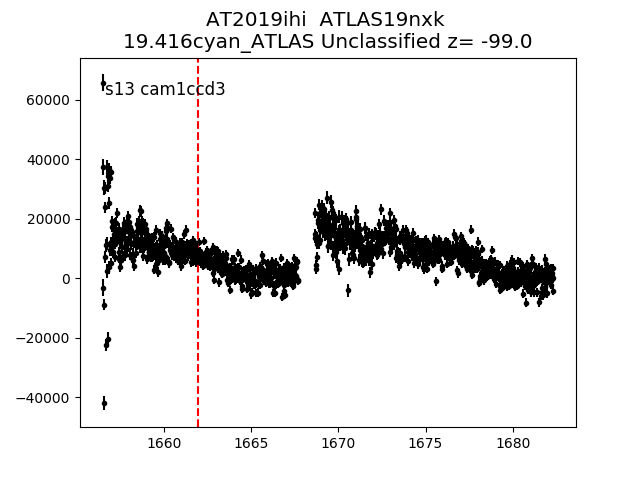 AT2019ihi  ATLAS19nxk
19.416cyan_ATLAS Unclassified z= -99.0
s13 cam1ccd3
60000
40000
20000
0
−20000
−40000
1660 1665 1670 1675 1680